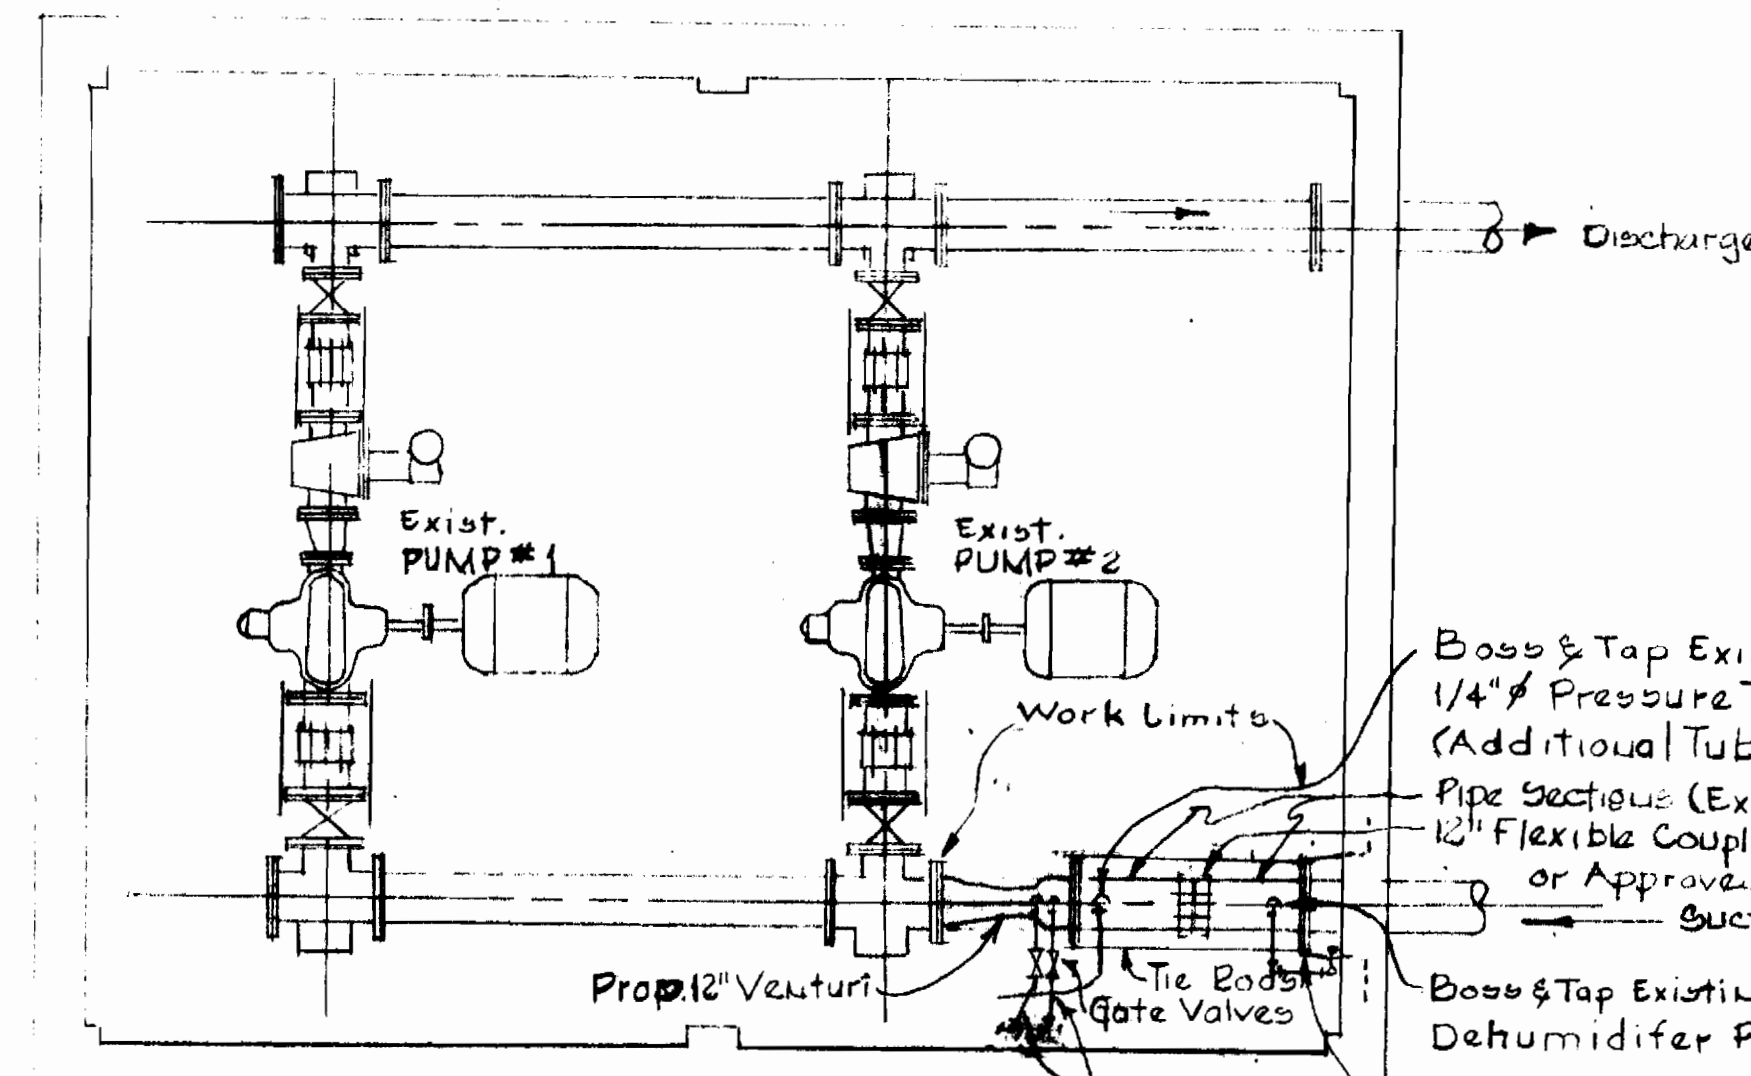 Discharge
Exist.
PUMP #1
Exist.
PUMP #2
Work Limits
Boss & Tap Exi
1/4"ø Pressure
(Additional Tub
Pipe Sections (Ex
12" Flexible Coupl
or Approve
Suc
Prop. 12" Venturi
Tie Rods
Gate Valves
Boss & Tap Existin
Dehumidifer P